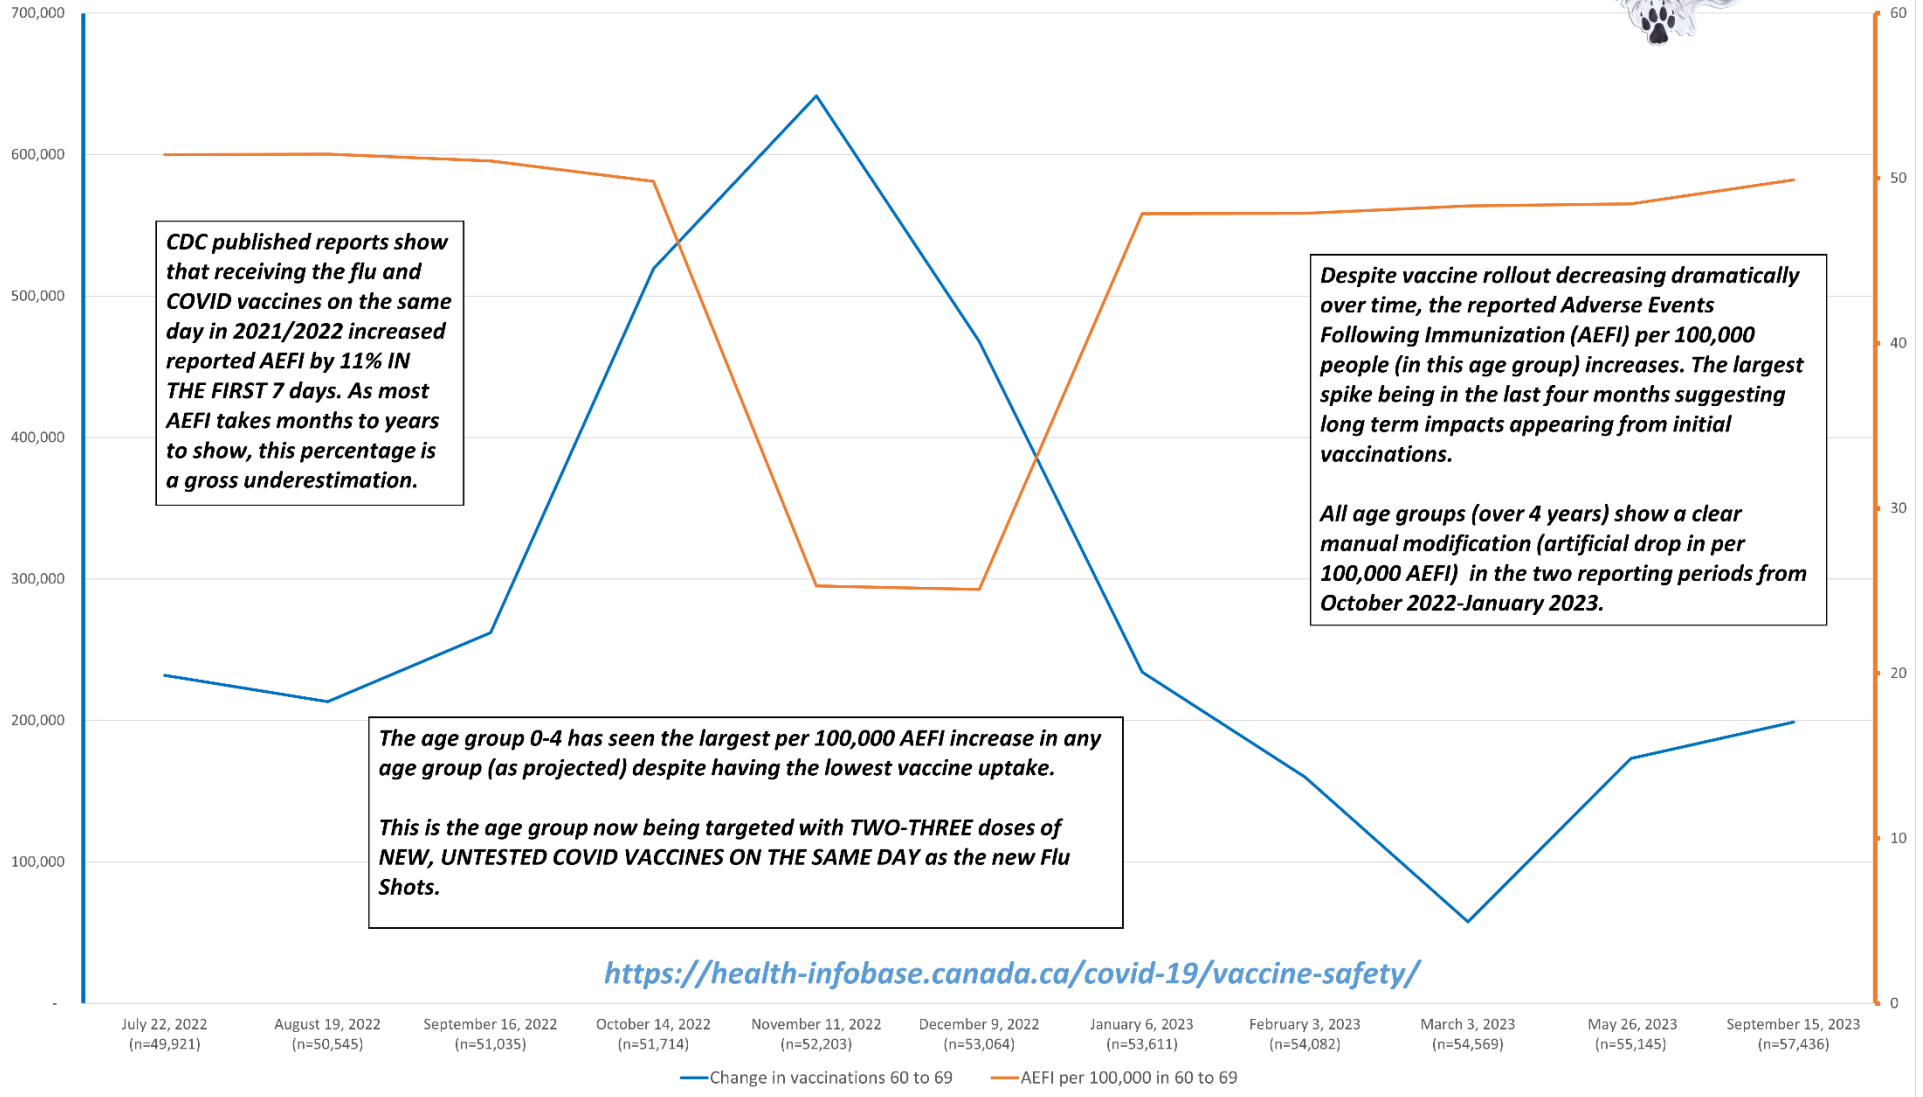 700,000
600,000
500,000
400,000
300,000
200,000
100,000
-
60
50
40
30
20
10
0
CDC published reports show
that receiving the flu and
COVID vaccines on the same
day in 2021/2022 increased
reported AEFI by 11% IN
THE FIRST 7 days. As most
AEFI takes months to years
to show, this percentage is
a gross underestimation.
Despite vaccine rollout decreasing dramatically
over time, the reported Adverse Events
Following Immunization (AEFI) per 100,000
people (in this age group) increases. The largest
spike being in the last four months suggesting
long term impacts appearing from initial
vaccinations.
All age groups (over 4 years) show a clear
manual modification (artificial drop in per
100,000 AEFI) in the two reporting periods from
October 2022-January 2023.
The age group 0-4 has seen the largest per 100,000 AEFI increase in any
age group (as projected) despite having the lowest vaccine uptake.
This is the age group now being targeted with TWO-THREE doses of
NEW, UNTESTED COVID VACCINES ON THE SAME DAY as the new Flu
Shots.
https://health-infobase.canada.ca/covid-19/vaccine-safety/
July 22, 2022
(n=49,921)
August 19, 2022
(n=50,545)
September 16, 2022
(n=51,035)
October 14, 2022
(n=51,714)
November 11, 2022
(n=52,203)
December 9, 2022
(n=53,064)
January 6, 2023
(n=53,611)
February 3, 2023
(n=54,082)
March 3, 2023
(n=54,569)
May 26, 2023
(n=55,145)
September 15, 2023
(n=57,436)
Change in vaccinations 60 to 69
AEFI per 100,000 in 60 to 69